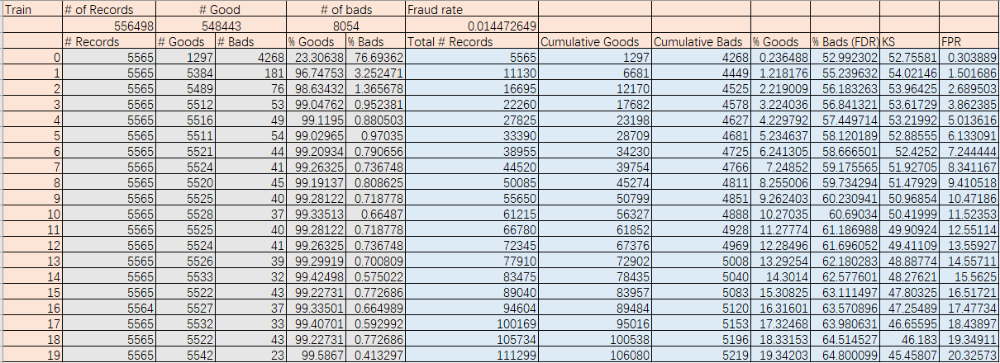 Train # of Records # Good # of bads Fraud rate
556498 548443 8054 0.014472649
# Records # Goods # Bads % Goods % Bads Total # Records Cumulative Goods Cumulative Bads % Goods % Bads (FDR) KS FPR
0 5565 1297 4268 23.30638 76.69362 5565 1297 4268 0.236488 52.992302 52.75581 0.303889
1 5565 5384 181 96.74753 3.252471 11130 6681 4449 1.218176 55.239632 54.02146 1.501686
2 5565 5489 76 98.63432 1.365678 16695 12170 4525 2.219009 56.183263 53.96425 2.689503
3 5565 5512 53 99.04762 0.952381 22260 17682 4578 3.224036 56.841321 53.61729 3.862385
4 5565 5516 49 99.1195 0.880503 27825 23198 4627 4.229792 57.449714 53.21992 5.013616
5 5565 5511 54 99.02965 0.97035 33390 28709 4681 5.234637 58.120189 52.88555 6.133091
6 5565 5521 44 99.20934 0.790656 38955 34230 4725 6.241305 58.666501 52.4252 7.244444
7 5565 5524 41 99.26325 0.736748 44520 39754 4766 7.24852 59.175565 51.92705 8.341167
8 5565 5520 45 99.19137 0.808625 50085 45274 4811 8.255006 59.734294 51.47929 9.410518
9 5565 5525 40 99.28122 0.718778 55650 50799 4851 9.262403 60.230941 50.96854 10.47186
10 5565 5528 37 99.33513 0.66487 61215 56327 4888 10.27035 60.69034 50.41999 11.52353
11 5565 5525 40 99.28122 0.718778 66780 61852 4928 11.27774 61.186988 49.90924 12.55114
12 5565 5524 41 99.26325 0.736748 72345 67376 4969 12.28496 61.696052 49.41109 13.55927
13 5565 5526 39 99.29919 0.700809 77910 72902 5008 13.29254 62.180283 48.88774 14.55711
14 5565 5533 32 99.42498 0.575022 83475 78435 5040 14.3014 62.577601 48.27621 15.5625
15 5565 5522 43 99.22731 0.772686 89040 83957 5083 15.30825 63.111497 47.80325 16.51721
16 5564 5527 37 99.33501 0.664989 94604 89484 5120 16.31601 63.570896 47.25489 17.47734
17 5565 5532 33 99.40701 0.592992 100169 95016 5153 17.32468 63.980631 46.65595 18.43897
18 5565 5522 43 99.22731 0.772686 105734 100538 5196 18.33153 64.514527 46.183 19.34911
19 5565 5542 23 99.5867 0.413297 111299 106080 5219 19.34203 64.800099 45.45807 20.32573